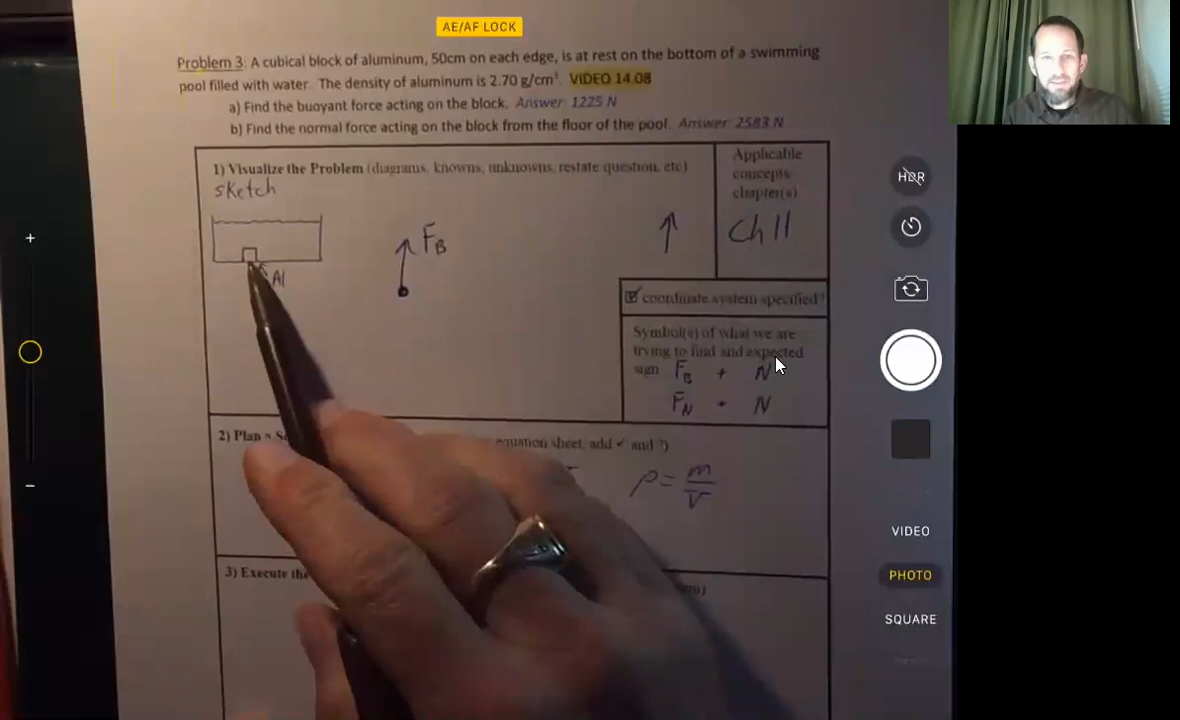 AE/AF LOCK
Problem 3: A cubical block of aluminum, 50cm on each edge, is at rest on the bottom of a swimming
pool filled with water. The density of aluminum is 2.70 g/cm³. VIDEO 14.08
a) Find the buoyant force acting on the block. Answer: 1225 N
b) Find the normal force acting on the block from the floor of the pool. Answer: 2583 N
1) Visualize the Problem (diagrams, knowns, unknowns, restate question, etc)
sketch
Al
F_B
Applicable
concepts
chapter(s)
Ch 11
coordinate system specified?
Symbol(s) of what we are
trying to find and expected
sign F_B + N
F_N + N
2) Plan a equation sheet, add ✓ and ?)
ρ = m/V
3) Execute the
HDR
VIDEO
PHOTO
SQUARE